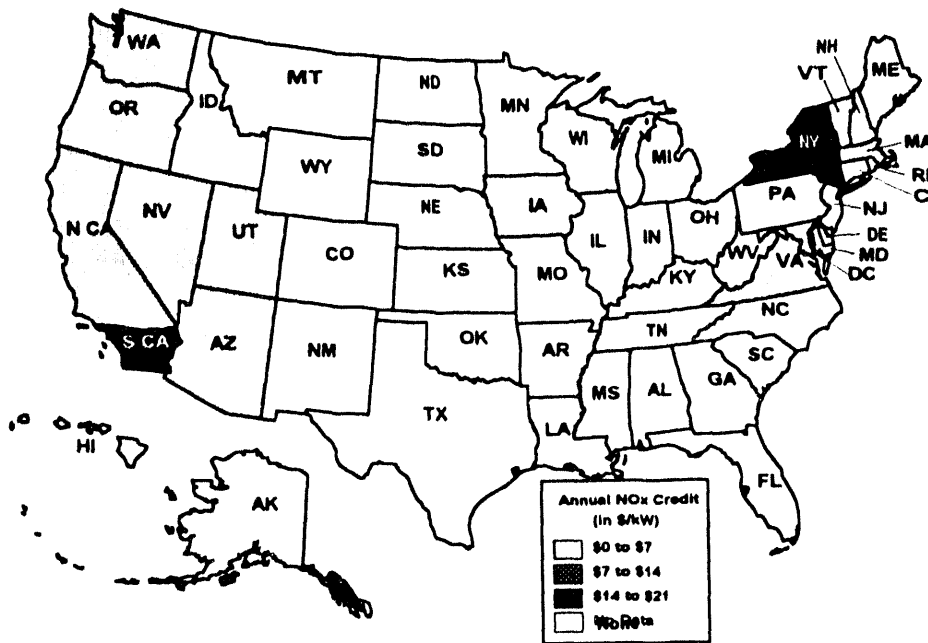 WA
MT
ND
MN
NH
VT
ME
OR
ID
SD
WI
MI
NY
MA
WY
RI
C
PA
NJ
NE
IA
NV
N CA
UT
CO
IL
IN
OH
DE
MD
DC
WV
VA
KS
MO
KY
NC
TN
S CA
AZ
NM
OK
AR
SC
MS
AL
GA
TX
LA
HI
FL
AK
Annual NOx Credit
(in $/kW)
$0 to $7
$7 to $14
$14 to $21